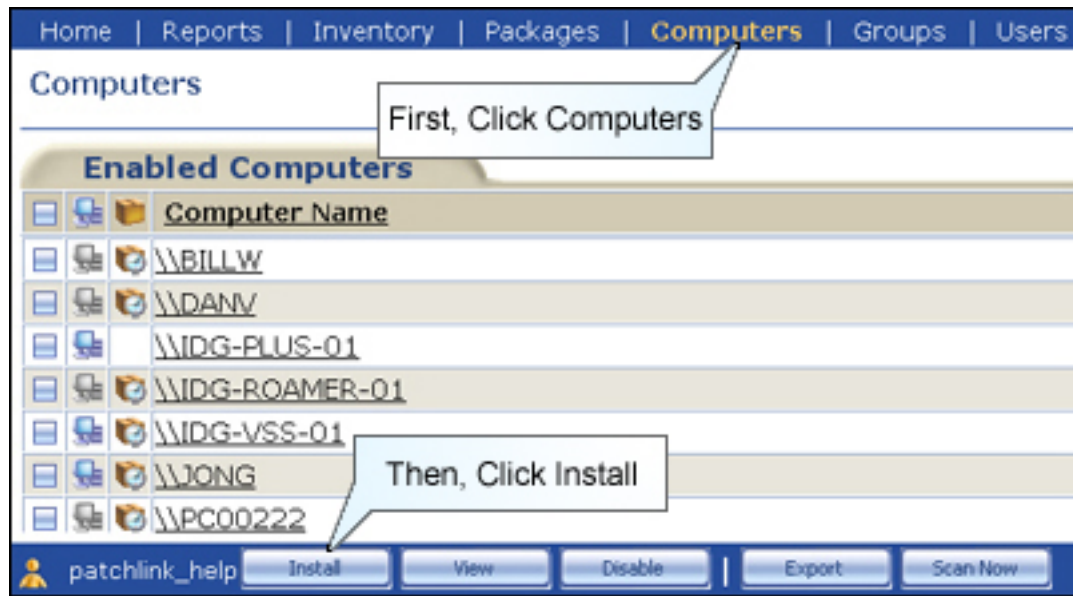 Home | Reports | Inventory | Packages | Computers | Groups | Users
Computers
First, Click Computers
Enabled Computers
Computer Name
\\BILLW
\\DANV
\\IDG-PLUS-01
\\IDG-ROAMER-01
\\IDG-VSS-01
Then, Click Install
\\JONG
\\PC00222
patchlink_help Install View Disable | Export Scan Now